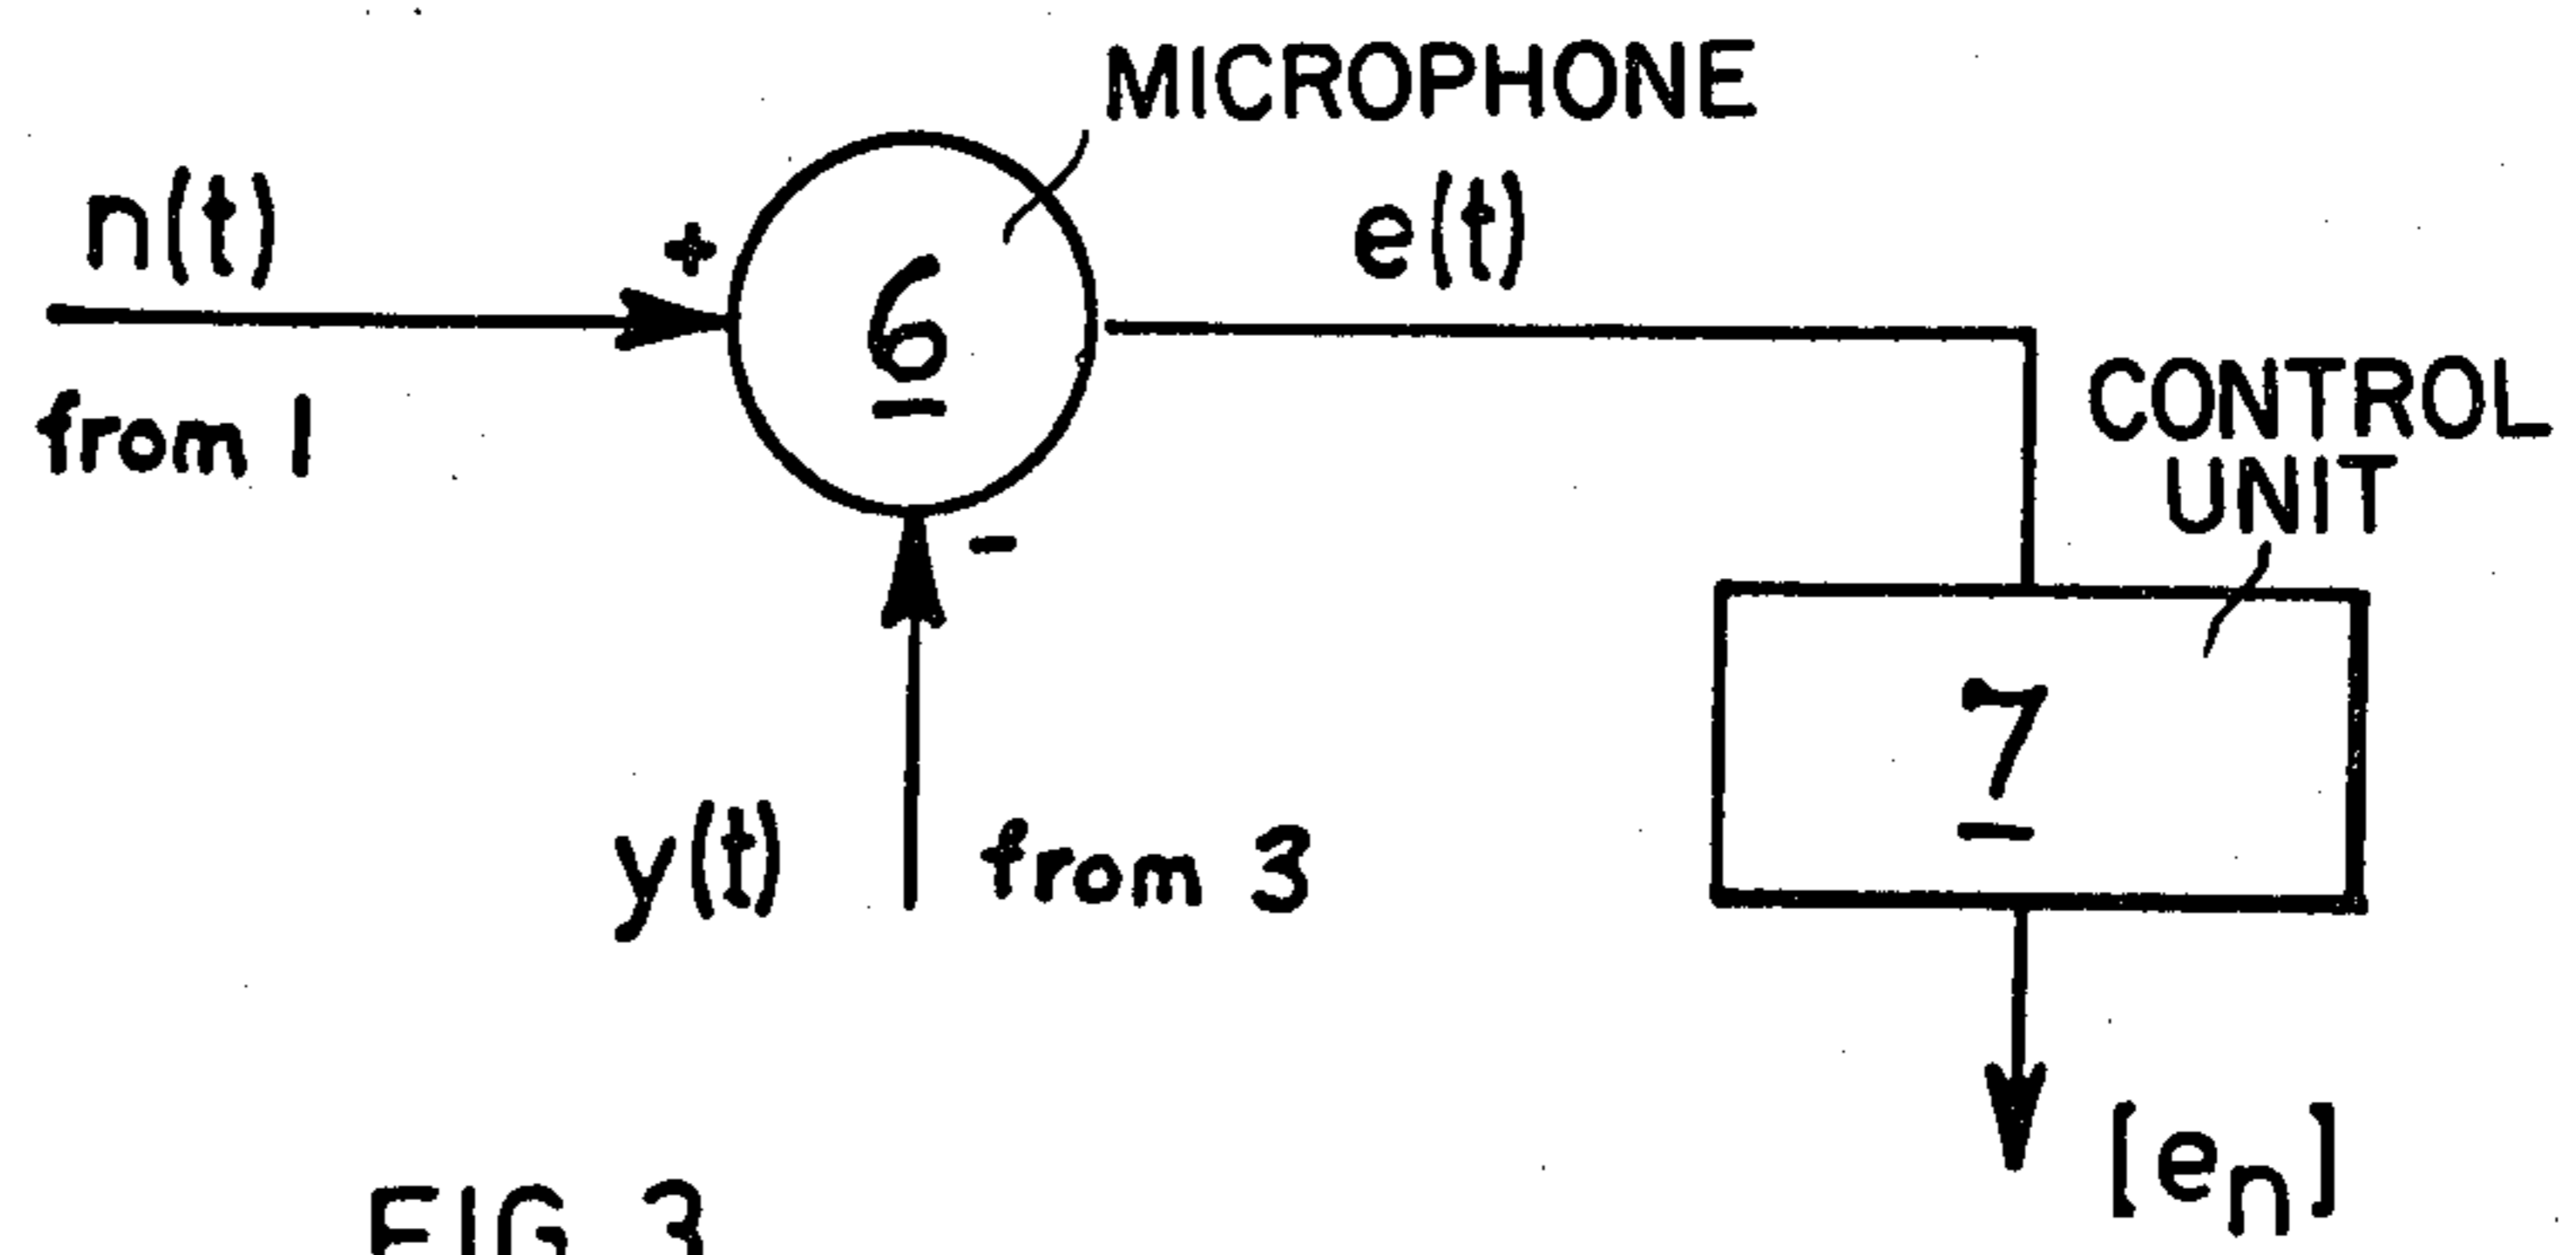 MICROPHONE
n(t)
+
6
e(t)
from 1
CONTROL
UNIT
-
7
y(t)
from 3
[en]
FIG 3